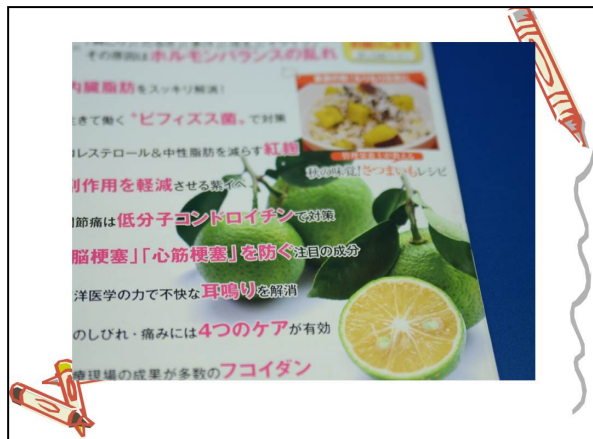 その原因はホルモンバランスの乱れ
内臓脂肪をスッキリ解消!
きて働く"ビフィズス菌"で対策
レステロール&中性脂肪を減らす紅麹
副作用を軽減させる紫イペ
節痛は低分子コンドロイチンで対策
脳梗塞」「心筋梗塞」を防ぐ注目の成分
洋医学の力で不快な耳鳴りを解消
のしびれ・痛みには4つのケアが有効
療現場の成果が多数のフコイダン
秋の味覚!さつまいもレシピ